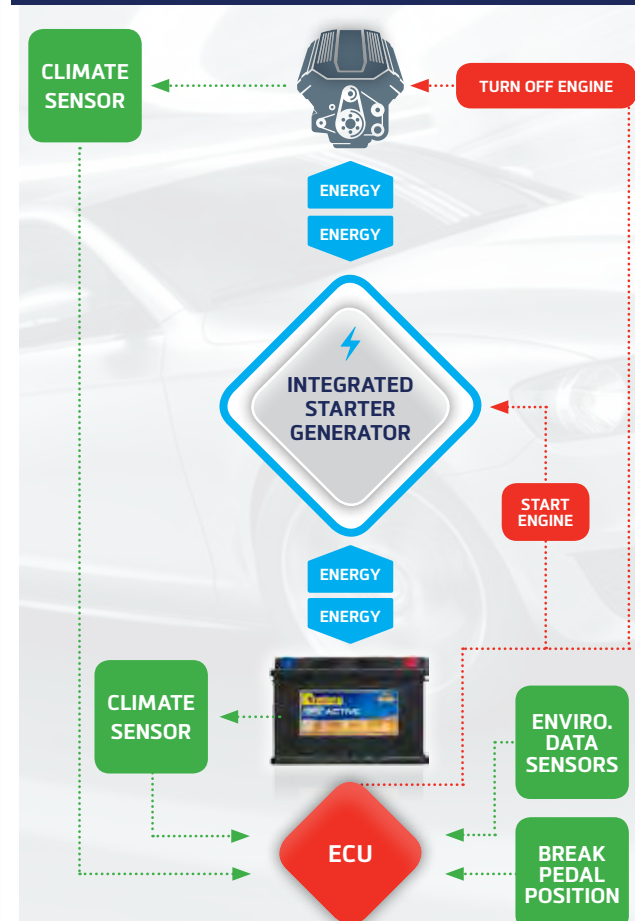 CLIMATE
SENSOR
TURN OFF ENGINE
ENERGY
ENERGY
INTEGRATED
STARTER
GENERATOR
START
ENGINE
ENERGY
ENERGY
CLIMATE
SENSOR
ACTIVE
ENVIRO.
DATA
SENSORS
ECU
BREAK
PEDAL
POSITION